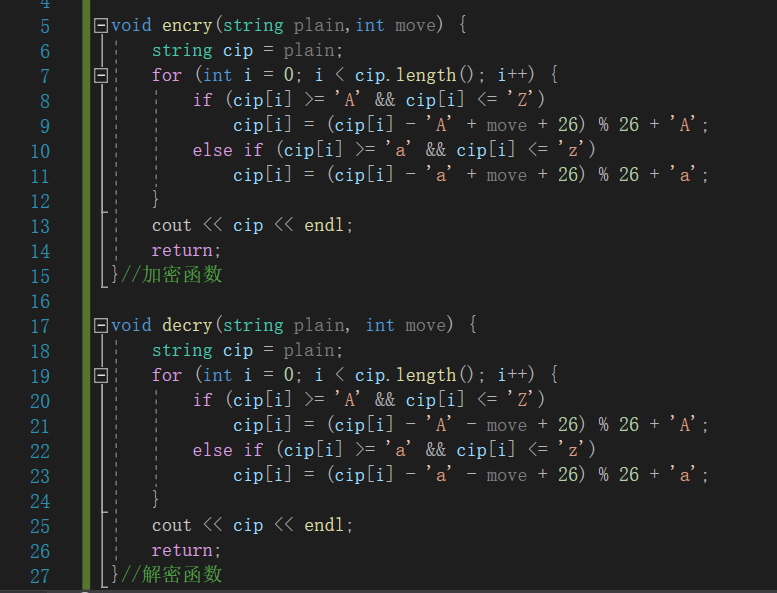 4
5 void encry(string plain,int move) {
6 string cip = plain;
7 for (int i = 0; i < cip.length(); i++) {
8 if (cip[i] >= 'A' && cip[i] <= 'Z')
9 cip[i] = (cip[i] - 'A' + move + 26) % 26 + 'A';
10 else if (cip[i] >= 'a' && cip[i] <= 'z')
11 cip[i] = (cip[i] - 'a' + move + 26) % 26 + 'a';
12 }
13 cout << cip << endl;
14 return;
15 }//加密函数
16
17 void decry(string plain, int move) {
18 string cip = plain;
19 for (int i = 0; i < cip.length(); i++) {
20 if (cip[i] >= 'A' && cip[i] <= 'Z')
21 cip[i] = (cip[i] - 'A' - move + 26) % 26 + 'A';
22 else if (cip[i] >= 'a' && cip[i] <= 'z')
23 cip[i] = (cip[i] - 'a' - move + 26) % 26 + 'a';
24 }
25 cout << cip << endl;
26 return;
27 }//解密函数